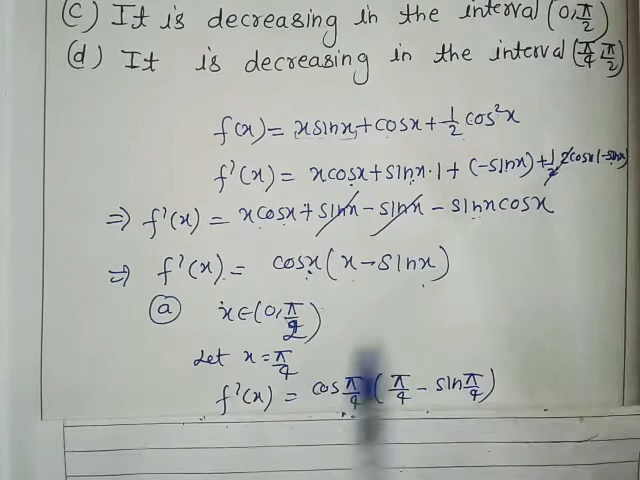 (c) It is decreasing in the interval (0, π/2)
(d) It is decreasing in the interval (π/4, π/2)
f(x) = x sinx + cosx + 1/2 cos²x
f'(x) = x cosx + sinx·1 + (-sinx) + 1/2 2cosx(-sinx)
⇒ f'(x) = x cosx + sinx - sinx - sinx cosx
⇒ f'(x) = cosx (x - sinx)
(a) x∈(0, π/2)
Let x = π/4
f'(x) = cos π/4 (π/4 - sin π/4)